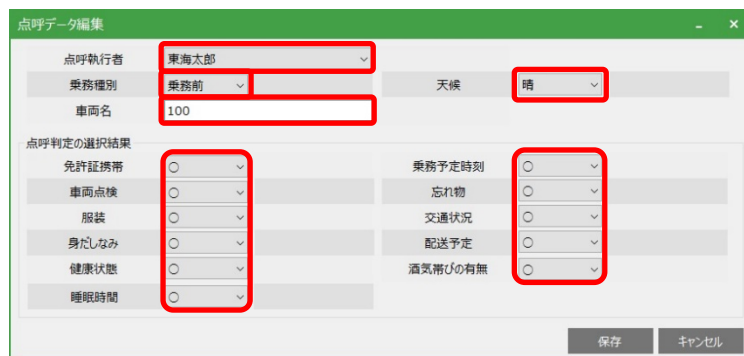 点呼データ編集
点呼執行者 東海太郎
乗務種別 乗務前 天候 晴
車両名 100
点呼判定の選択結果
免許証携帯 ○ 乗務予定時刻 ○
車両点検 ○ 忘れ物 ○
服装 ○ 交通状況 ○
身だしなみ ○ 配送予定 ○
健康状態 ○ 酒気帯びの有無 ○
睡眠時間 ○
保存 キャンセル